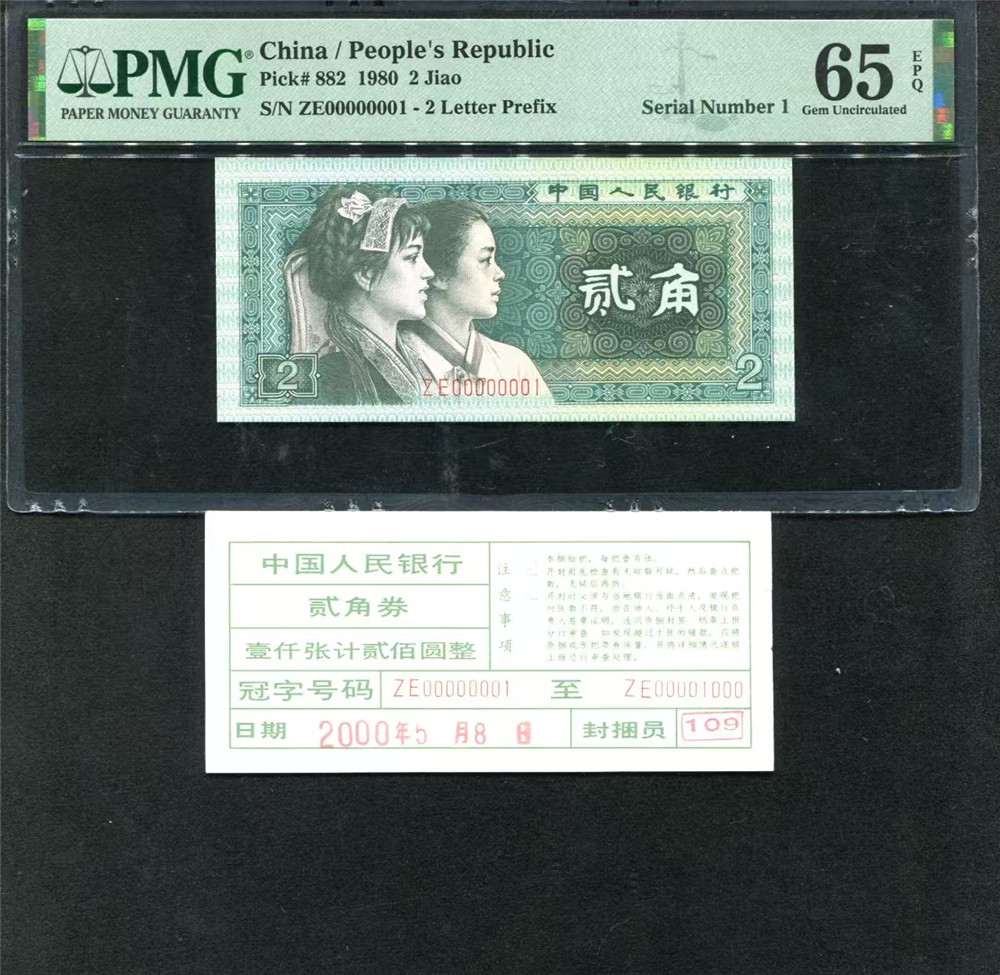 PMG® China / People's Republic 65 EPQ
Pick# 882 1980 2 Jiao
PAPER MONEY GUARANTY S/N ZE00000001 - 2 Letter Prefix Serial Number 1 Gem Uncirculated
中国人民银行
贰角
2 2
ZE00000001
中国人民银行
贰角券
壹仟张计贰佰圆整
注意事项
冠字号码 ZE00000001 至 ZE00001000
日期 2000年5月8日 封捆员 109